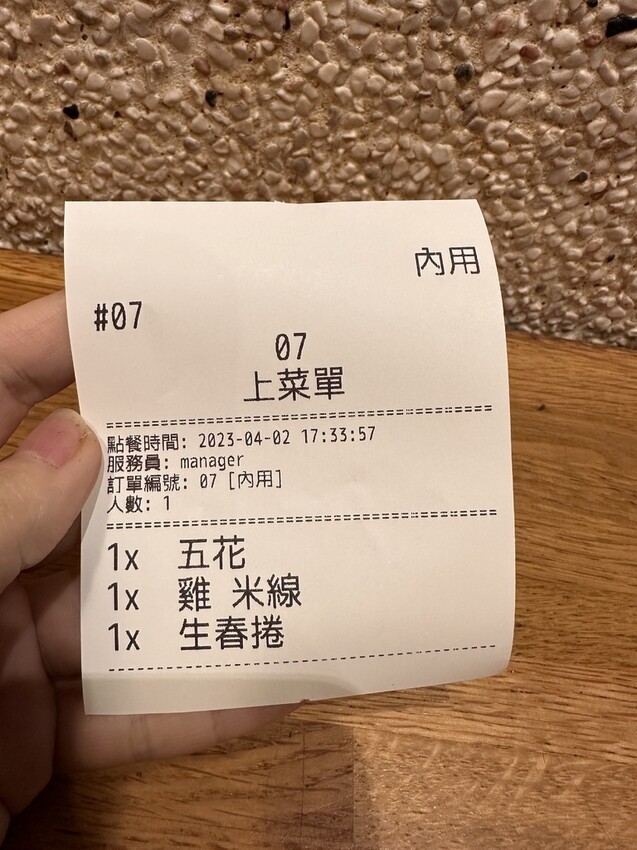 內用
#07
07
上菜單
點餐時間: 2023-04-02 17:33:57
服務員: manager
訂單編號: 07 [內用]
人數: 1
1x 五花
1x 雞 米線
1x 生春捲